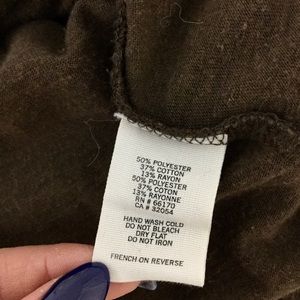 50% POLYESTER
37% COTTON
13% RAYON
50% POLYESTER
37% COTON
13% RAYONNE
RN # 66170
CA # 32054
HAND WASH COLD
DO NOT BLEACH
DRY FLAT
DO NOT IRON
FRENCH ON REVERSE